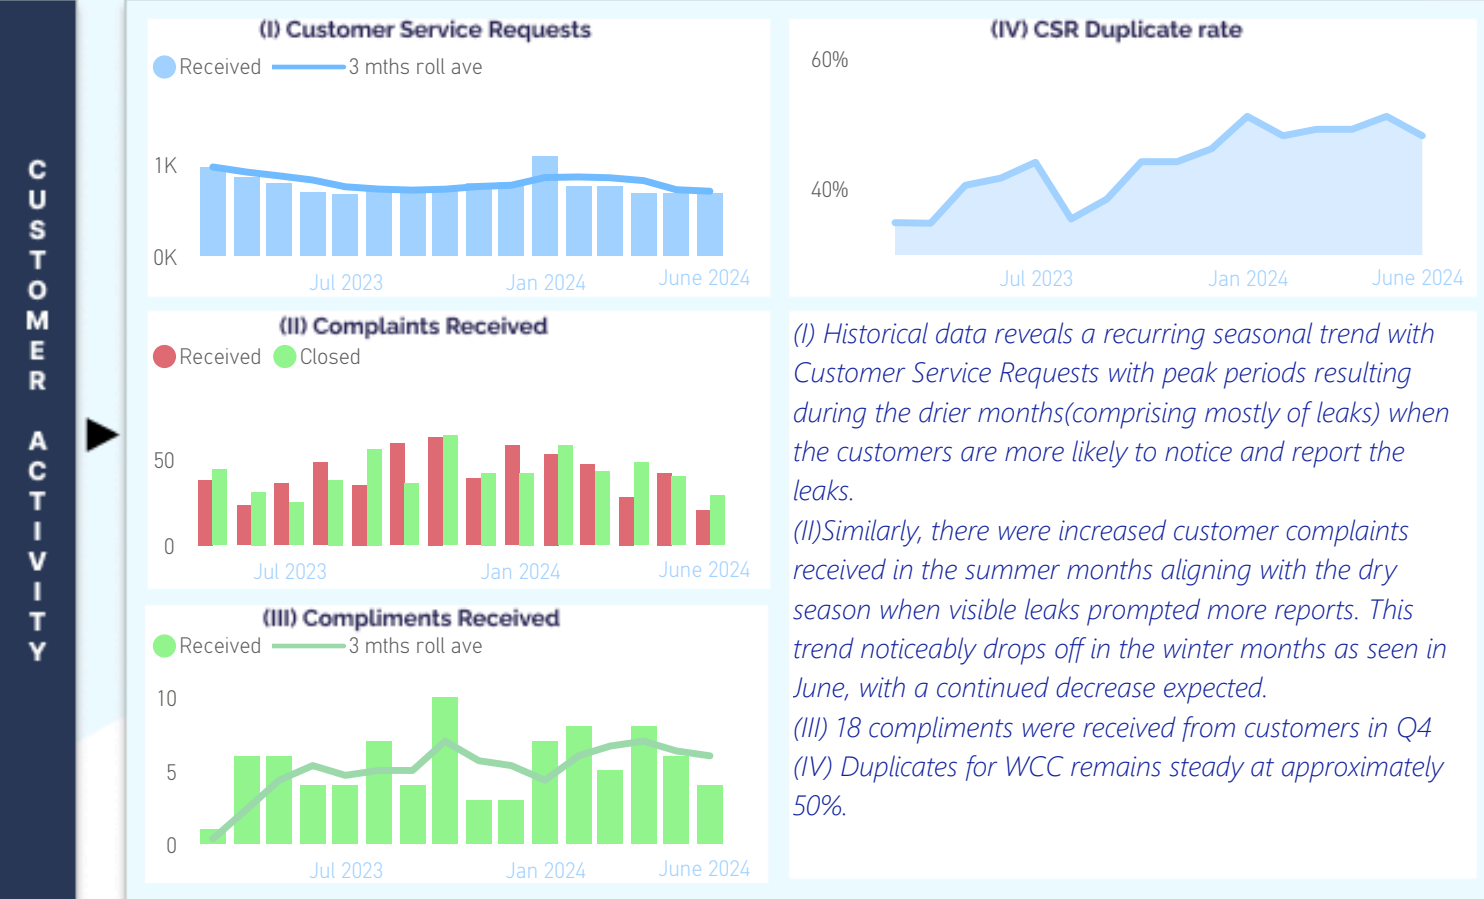 CUSTOMER ACTIVITY
(I) Customer Service Requests
Received 3 mths roll ave
1K
0K
Jul 2023 Jan 2024 June 2024
(IV) CSR Duplicate rate
60%
40%
Jul 2023 Jan 2024 June 2024
(II) Complaints Received
Received Closed
50
0
Jul 2023 Jan 2024 June 2024
(III) Compliments Received
Received 3 mths roll ave
10
5
0
Jul 2023 Jan 2024 June 2024
(I) Historical data reveals a recurring seasonal trend with
Customer Service Requests with peak periods resulting
during the drier months(comprising mostly of leaks) when
the customers are more likely to notice and report the
leaks.
(II)Similarly, there were increased customer complaints
received in the summer months aligning with the dry
season when visible leaks prompted more reports. This
trend noticeably drops off in the winter months as seen in
June, with a continued decrease expected.
(III) 18 compliments were received from customers in Q4
(IV) Duplicates for WCC remains steady at approximately
50%.